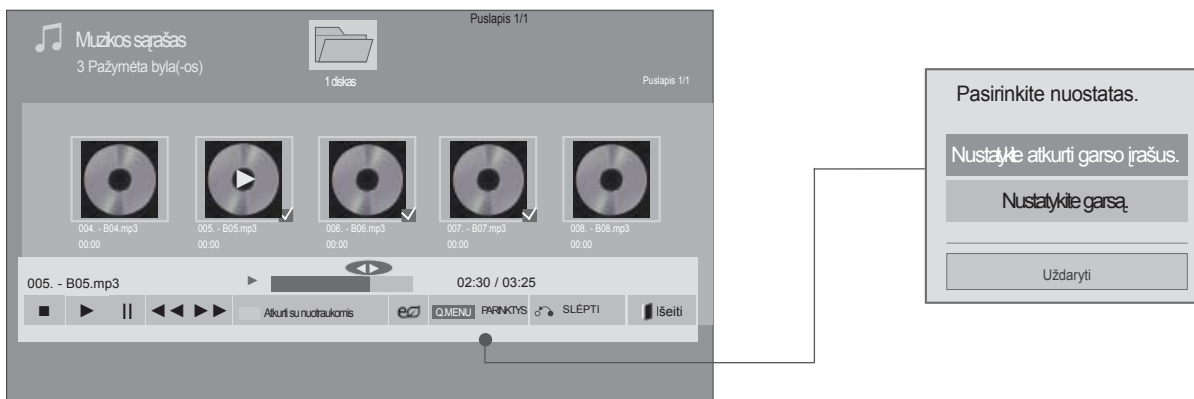 Puslapis 1/1
Muzikos sąrašas
3 Pažymėta byla(-os)
1 diskas
Puslapis 1/1
004. - B04.mp3
00:00
005. - B05.mp3
00:00
006. - B06.mp3
00:00
007. - B07.mp3
00:00
008. - B08.mp3
00:00
005. - B05.mp3
02:30 / 03:25
Atkurti su nuotraukomis
Q.MENU PARINKTYS
SLĖPTI
Išeiti
Pasirinkite nuostatas.
Nustatykite atkurti garso įrašus.
Nustatykite garsą.
Uždaryti